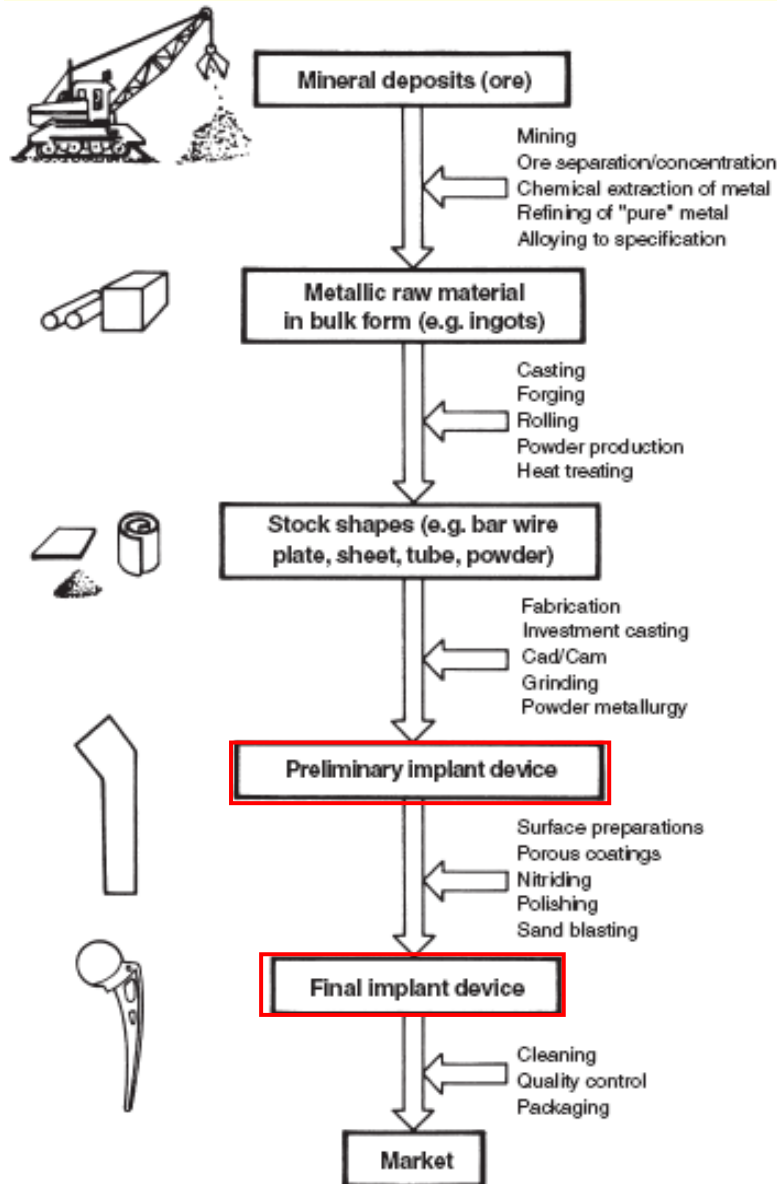 Mineral deposits (ore)
Mining
Ore separation/concentration
Chemical extraction of metal
Refining of "pure" metal
Alloying to specification
Metallic raw material
in bulk form (e.g. ingots)
Casting
Forging
Rolling
Powder production
Heat treating
Stock shapes (e.g. bar wire
plate, sheet, tube, powder)
Fabrication
Investment casting
Cad/Cam
Grinding
Powder metallurgy
Preliminary implant device
Surface preparations
Porous coatings
Nitriding
Polishing
Sand blasting
Final implant device
Cleaning
Quality control
Packaging
Market